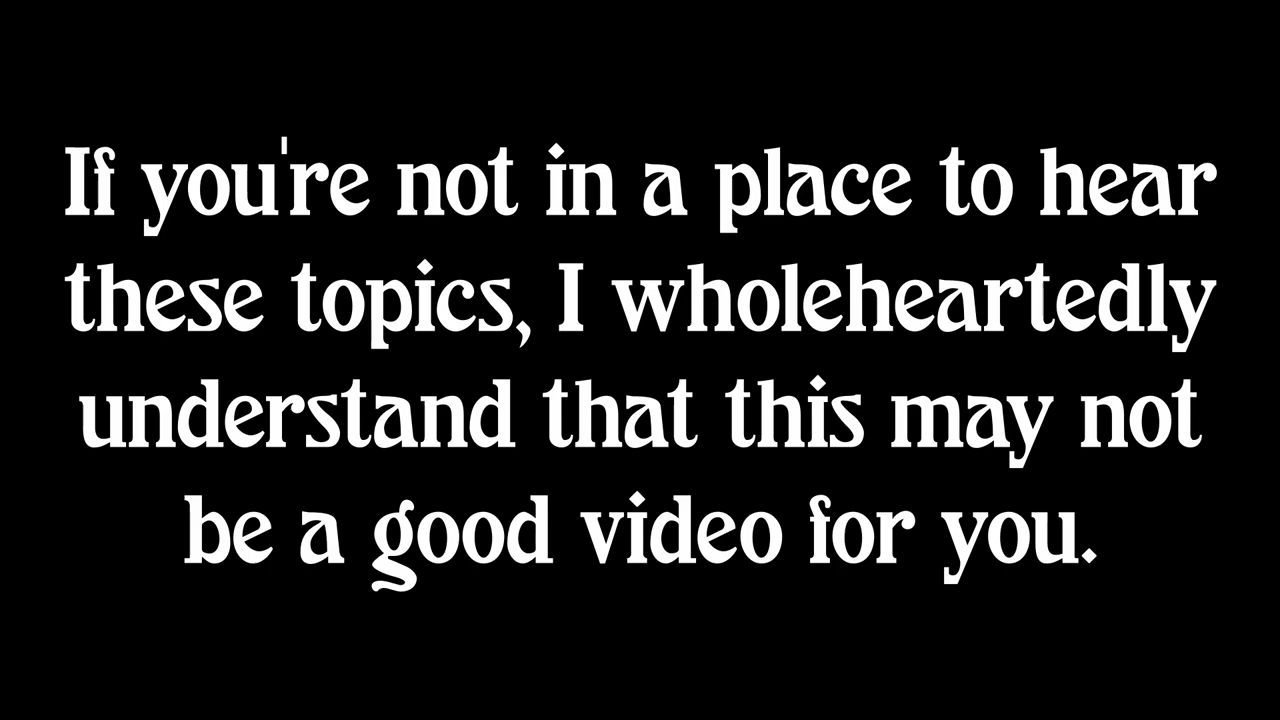 If you're not in a place to hear
these topics, I wholeheartedly
understand that this may not
be a good video for you.